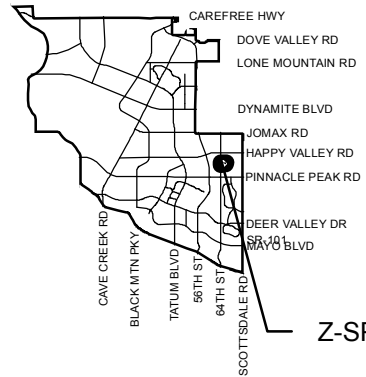 CAREFREE HWY
DOVE VALLEY RD
LONE MOUNTAIN RD
DYNAMITE BLVD
JOMAX RD
HAPPY VALLEY RD
PINNACLE PEAK RD
DEER VALLEY DR
SR-101
MAYO BLVD
CAVE CREEK RD
BLACK MTN PKY
TATUM BLVD
56TH ST
64TH ST
SCOTTSDALE RD
Z-SP